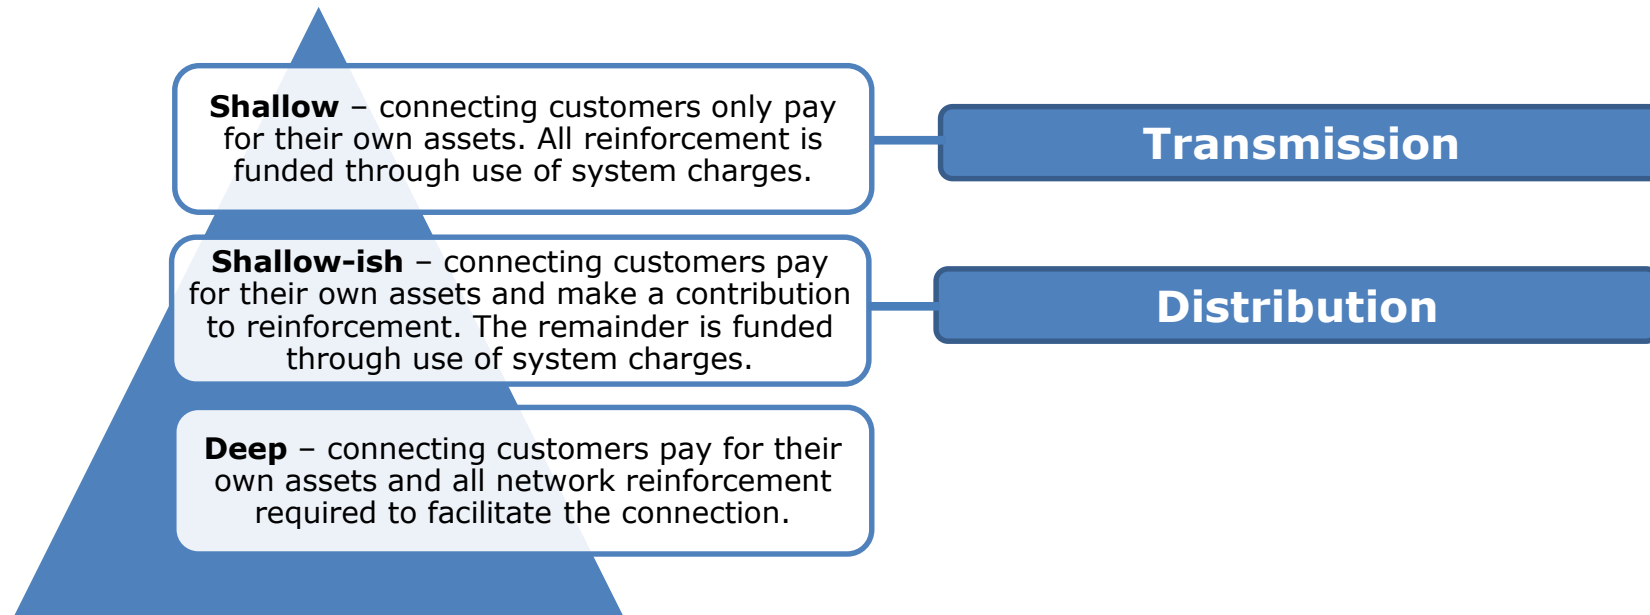 Shallow – connecting customers only pay
for their own assets. All reinforcement is
funded through use of system charges.
Transmission
Shallow-ish – connecting customers pay
for their own assets and make a contribution
to reinforcement. The remainder is funded
through use of system charges.
Distribution
Deep – connecting customers pay for their
own assets and all network reinforcement
required to facilitate the connection.